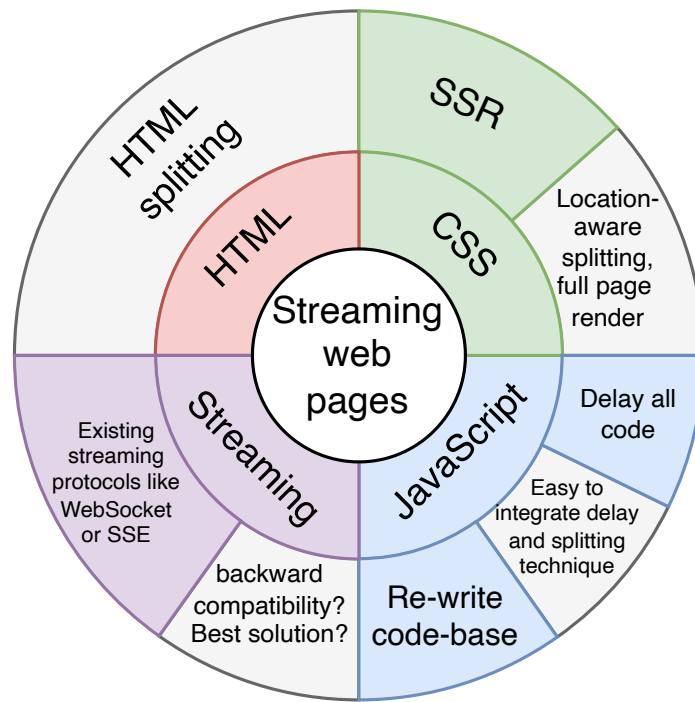 HTML
splitting
SSR
HTML
CSS
Location-
aware
splitting,
full page
render
Streaming
web
pages
Streaming
JavaScript
Delay all
code
Existing
streaming
protocols like
WebSocket
or SSE
Easy to
integrate delay
and splitting
technique
backward
compatibility?
Best solution?
Re-write
code-base